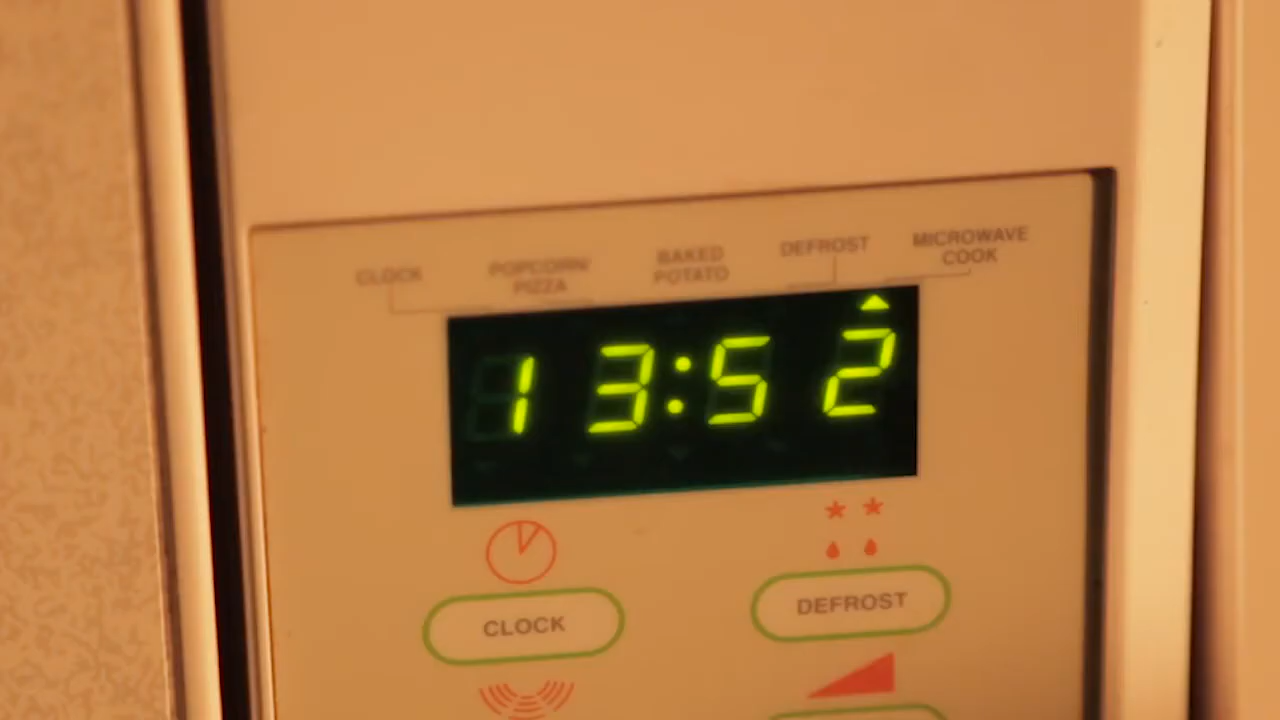 CLOCK
POPCORN/
PIZZA
BAKED
POTATO
DEFROST
MICROWAVE
COOK
13:52
CLOCK
DEFROST